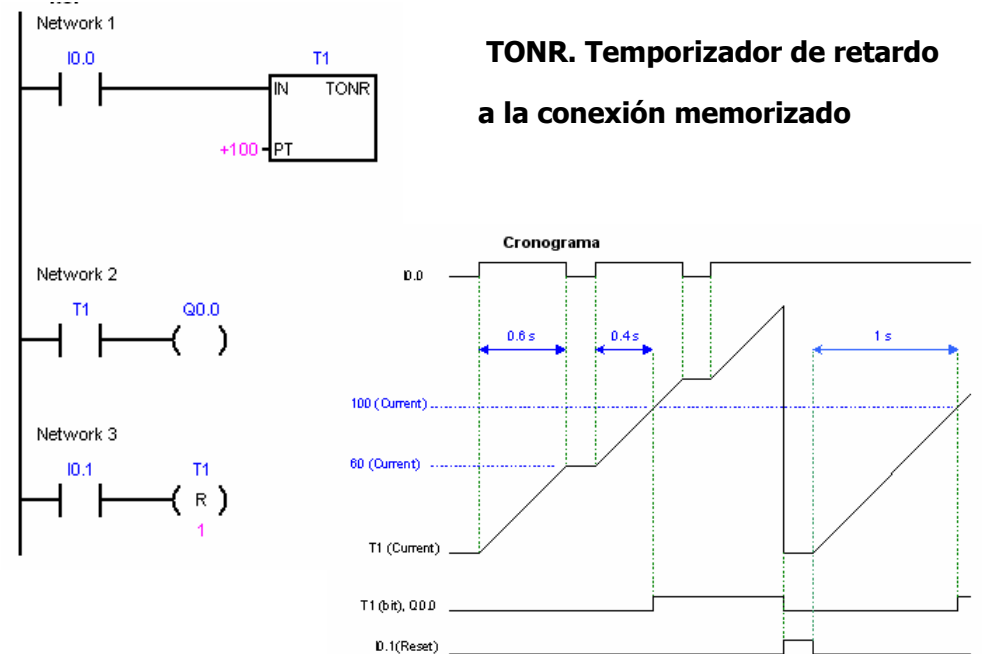 Network 1
I0.0
T1
IN TONR
+100 PT
TONR. Temporizador de retardo
a la conexión memorizado
Network 2
T1
Q0.0
Network 3
I0.1
T1
R
1
Cronograma
I0.0
0.6 s
0.4 s
1 s
100 (Current)
60 (Current)
T1 (Current)
T1 (bit), Q0.0
I0.1(Reset)